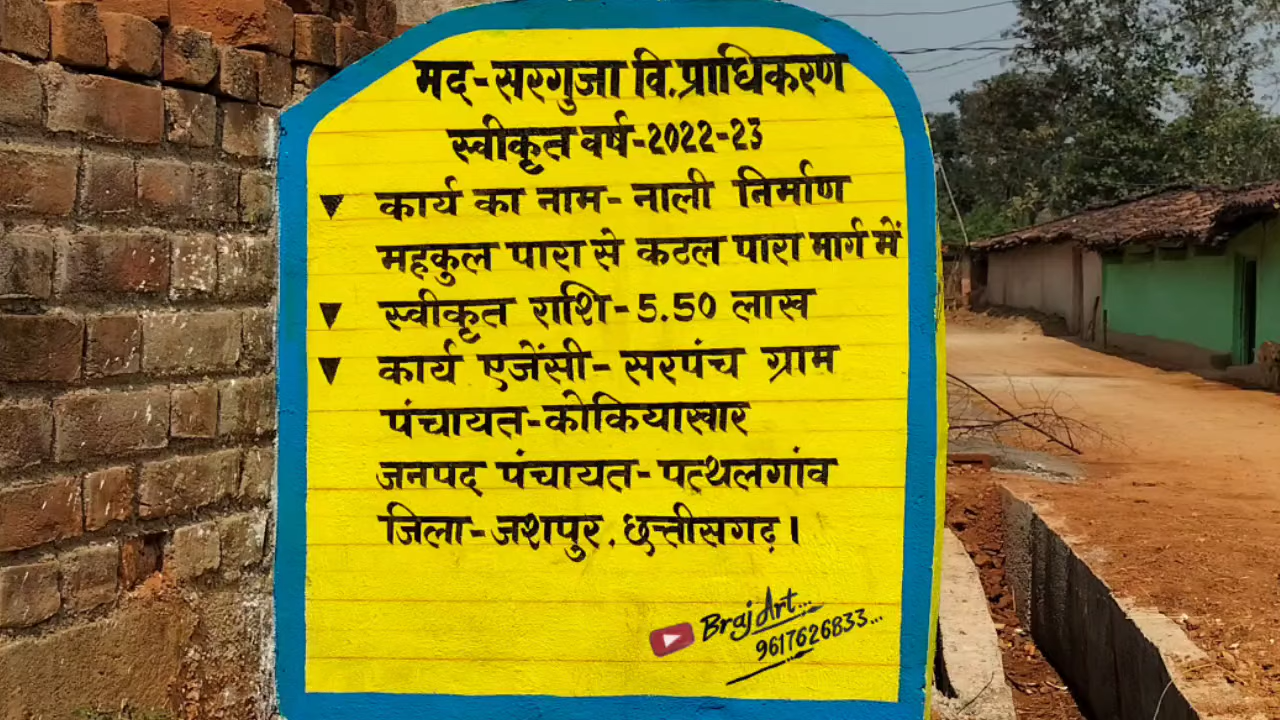 मद-सरगुजा वि.प्राधिकरण
स्वीकृत वर्ष-2022-23
कार्य का नाम- नाली निर्माण
महकुल पारा से कटल पारा मार्ग में
स्वीकृत राशि-5.50 लाख
कार्य एजेंसी- सरपंच ग्राम
पंचायत-कोकियाखार
जनपद पंचायत-पत्थलगांव
जिला-जशपुर, छत्तीसगढ़।
Braj Art...
9617626833...